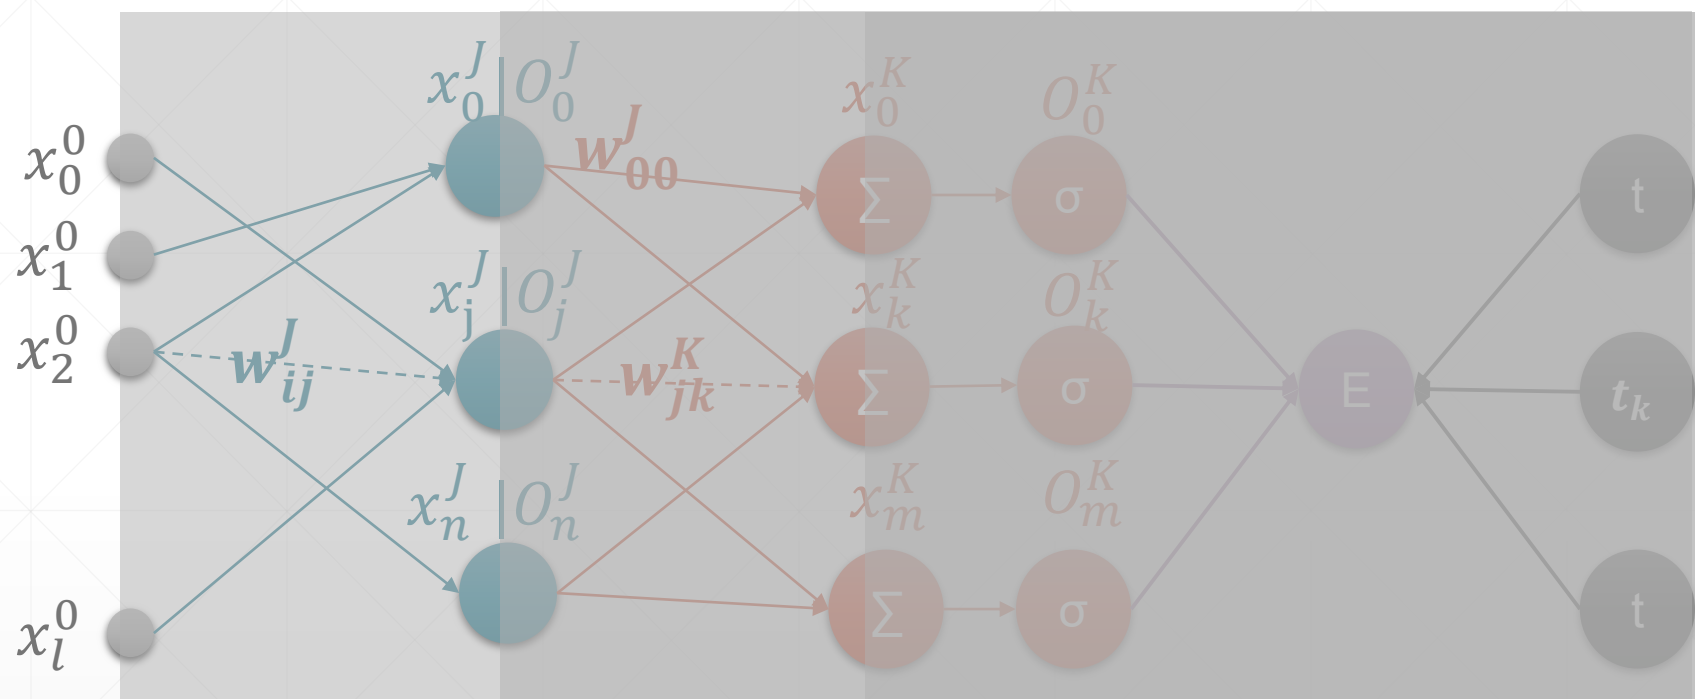 x_0^J | O_0^J
x_0^K
O_0^K
w_00^J
x_0^0
∑
σ
t
x_1^0
x_j^J | O_j^J
x_k^K
O_k^K
x_2^0
w_ij^J
w_jk^K
∑
σ
E
t_k
x_n^J | O_n^J
x_m^K
O_m^K
x_l^0
∑
σ
t